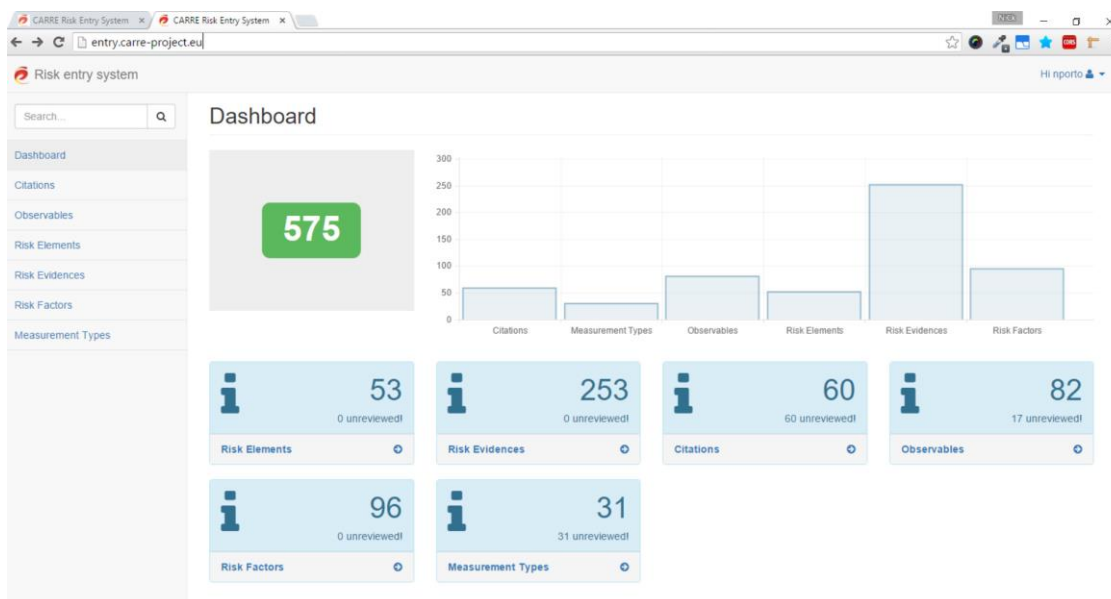 CARRE Risk Entry System
CARRE Risk Entry System
Nick
entry.carre-project.eu
CORS
Risk entry system
Hi nporto
Search...
Dashboard
Citations
Observables
Risk Elements
Risk Evidences
Risk Factors
Measurement Types
Dashboard
575
300
250
200
150
100
50
0
Citations Measurement Types Observables Risk Elements Risk Evidences Risk Factors
53
0 unreviewed!
Risk Elements
253
0 unreviewed!
Risk Evidences
60
60 unreviewed!
Citations
82
17 unreviewed!
Observables
96
0 unreviewed!
Risk Factors
31
31 unreviewed!
Measurement Types